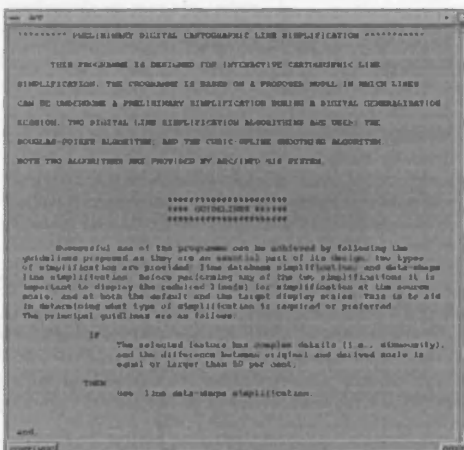 ********* PRELIMINARY DIGITAL CARTOGRAPHIC LINE SIMPLIFICATION ***********
THIS PROGRAMME IS DESIGNED FOR INTERACTIVE CARTOGRAPHIC LINE
SIMPLIFICATION. THE PROGRAMME IS BASED ON A PROPOSED MODEL IN WHICH LINES
CAN BE UNDERGONE A PRELIMINARY SIMPLIFICATION DURING A DIGITAL GENERALISATION
SESSION. TWO DIGITAL LINE SIMPLIFICATION ALGORITHMS ARE USED; THE
DOUGLAS-POIKER ALGORITHM; AND THE CUBIC-SPLINE SMOOTHING ALGORITHM
BOTH TWO ALGORITHMS ARE PROVIDED BY ARC/INFO GIS SYSTEM.
**** GUIDELINES ******
Successful use of the programme can be achieved by following the
guidelines proposed as they are an essential part of its design. Two types
of simplification are provided: line database simplification, and data-shape
line simplification. Before performing any of the two simplifications it is
important to display the required line(s) for simplification at the source
scale, and at both the default and the target display scales. This is to aid
in determining what type of simplification is required or preferred.
The principal guidlines are as follows:
IF
The selected feature has complex details (i.e., sinuousity),
and the difference between original and derived scale is
equal or larger than 50 per cent,
THEN
use line data-shape simplification.
and,